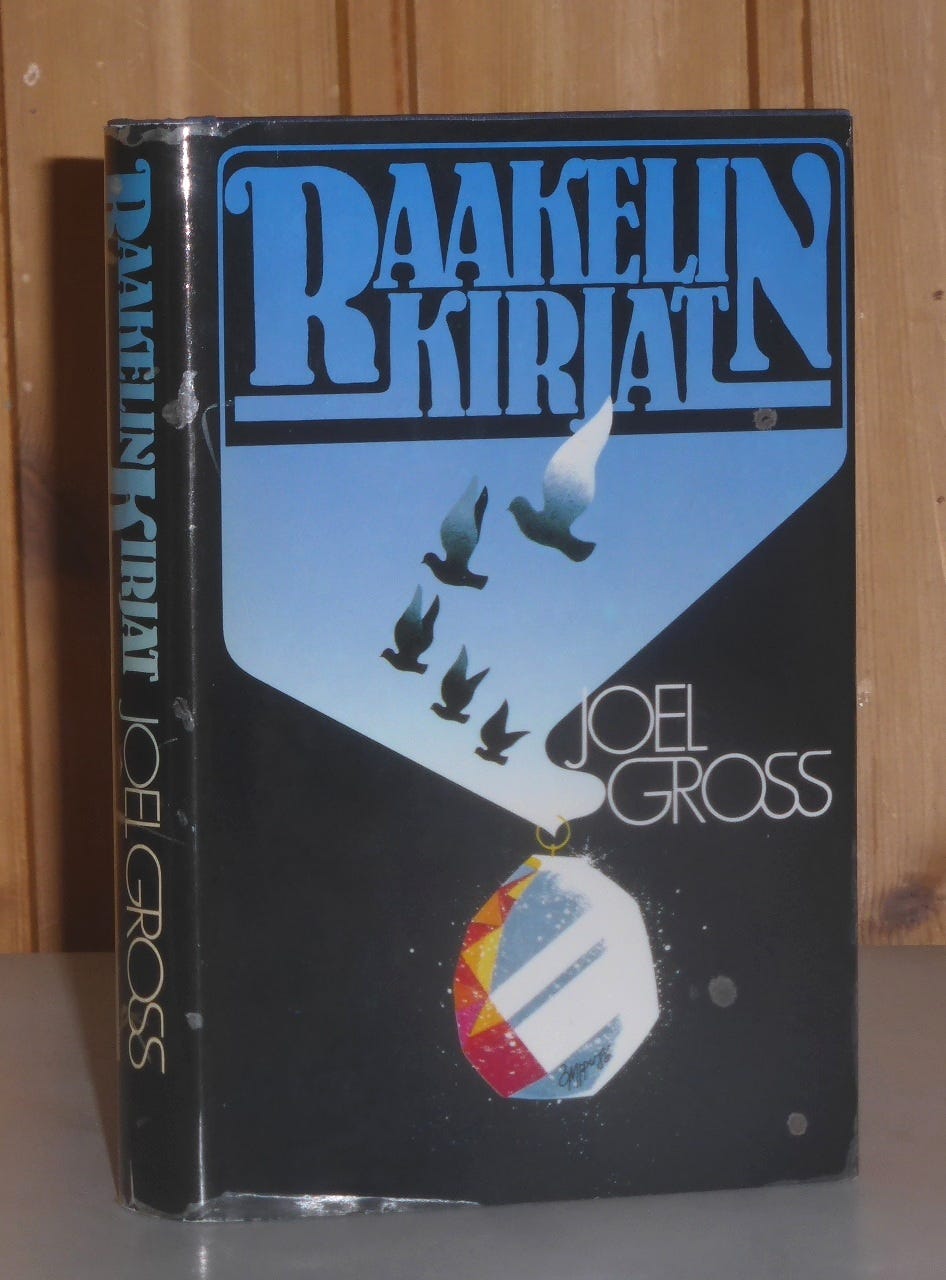 RAAKELIN
KIRJAT
JOEL
GROSS
RAAKELIN KIRJAT JOEL GROSS